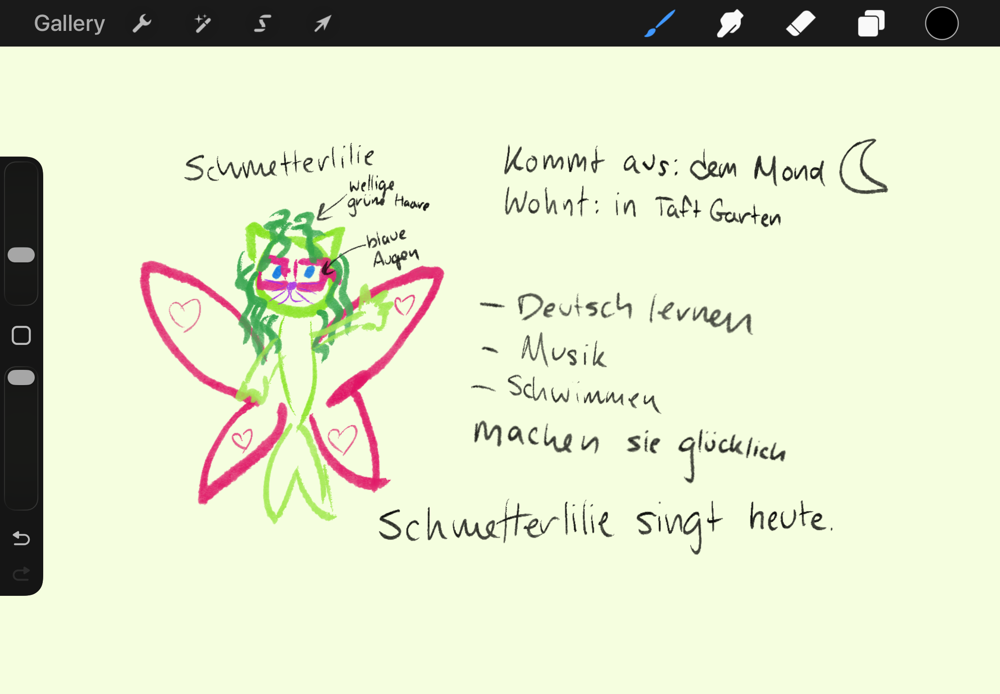 Gallery
Schmetterlilie
wellige
grüne Haare
blaue
Augen
Kommt aus: dem Mond
Wohnt: in Taft Garten
- Deutsch lernen
- Musik
- Schwimmen
machen sie glücklich
Schmetterlilie singt heute.